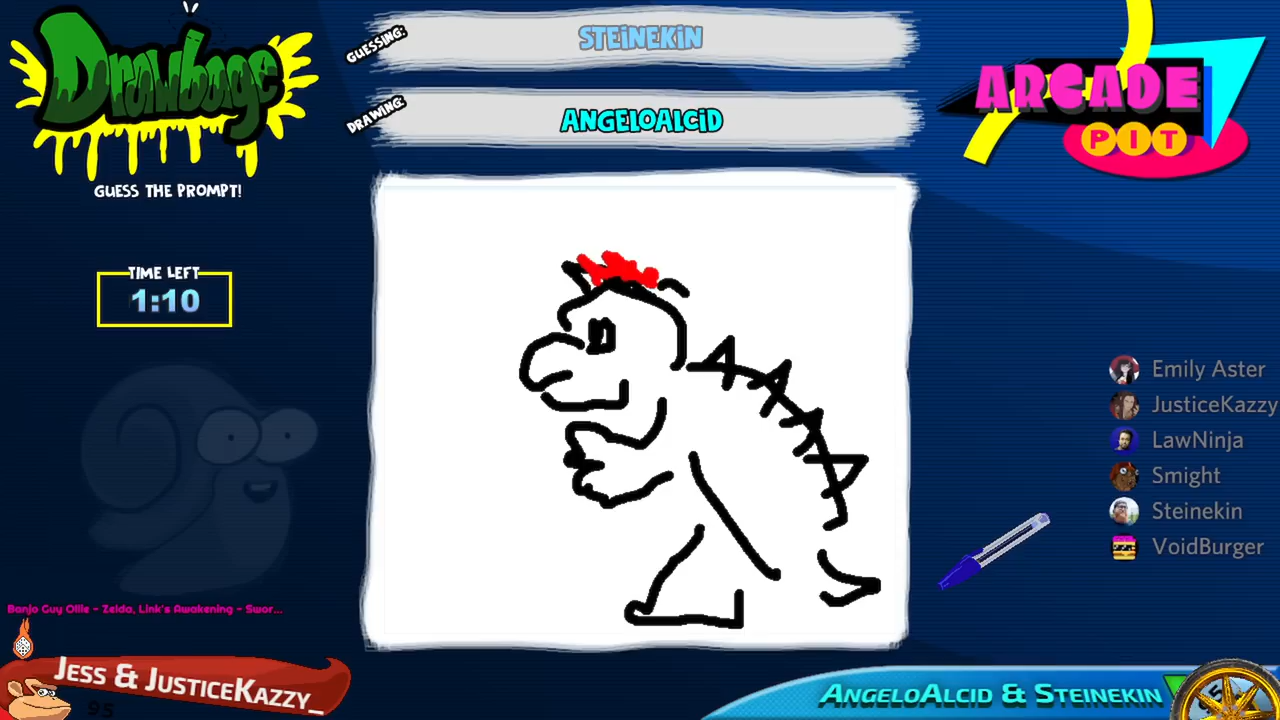 Drawbage
GUESS THE PROMPT!
GUESSING:
STEINEKIN
DRAWING:
ANGELOALCID
ARCADE
PIT
TIME LEFT
1:10
Emily Aster
JusticeKazzy
LawNinja
Smight
Steinekin
VoidBurger
Banjo Guy Ollie - Zelda, Link's Awakening - Swor...
Jess & JusticeKazzy_
95
AngeloAlcid & Steinekin